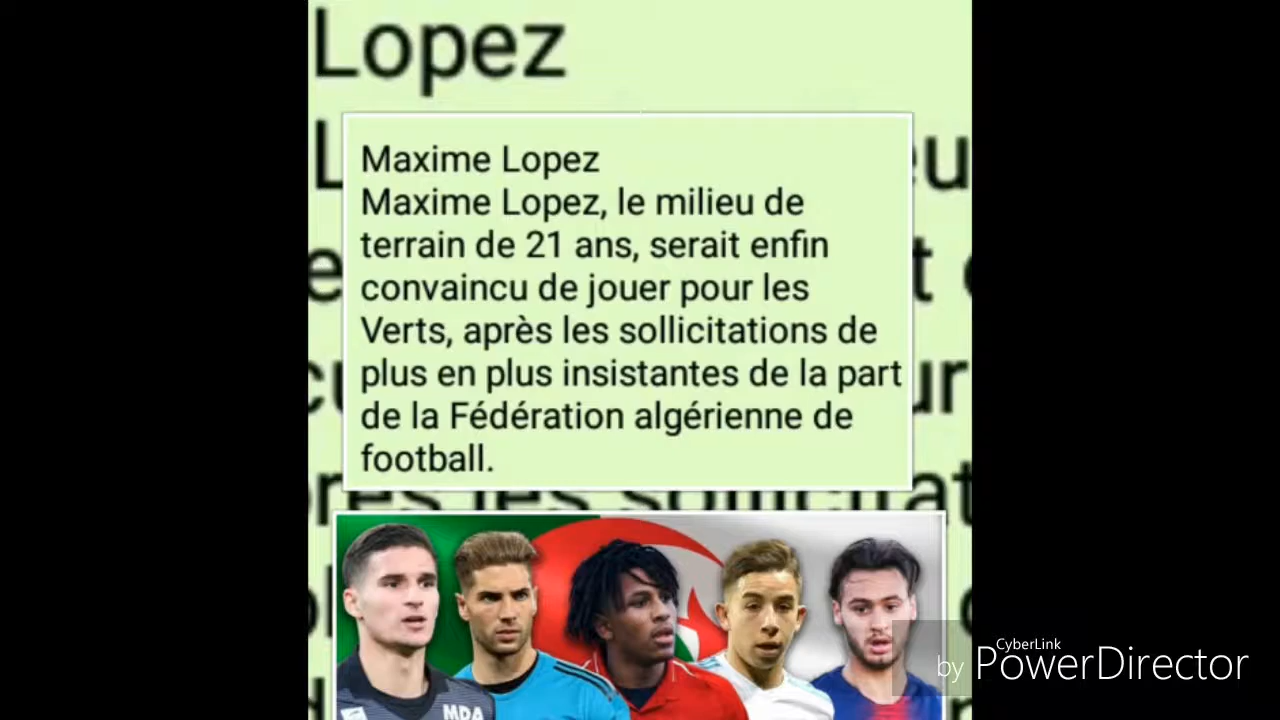 Lopez
Maxime Lopez
Maxime Lopez, le milieu de
terrain de 21 ans, serait enfin
convaincu de jouer pour les
Verts, après les sollicitations de
plus en plus insistantes de la part
de la Fédération algérienne de
football.
MDA
CyberLink
by PowerDirector